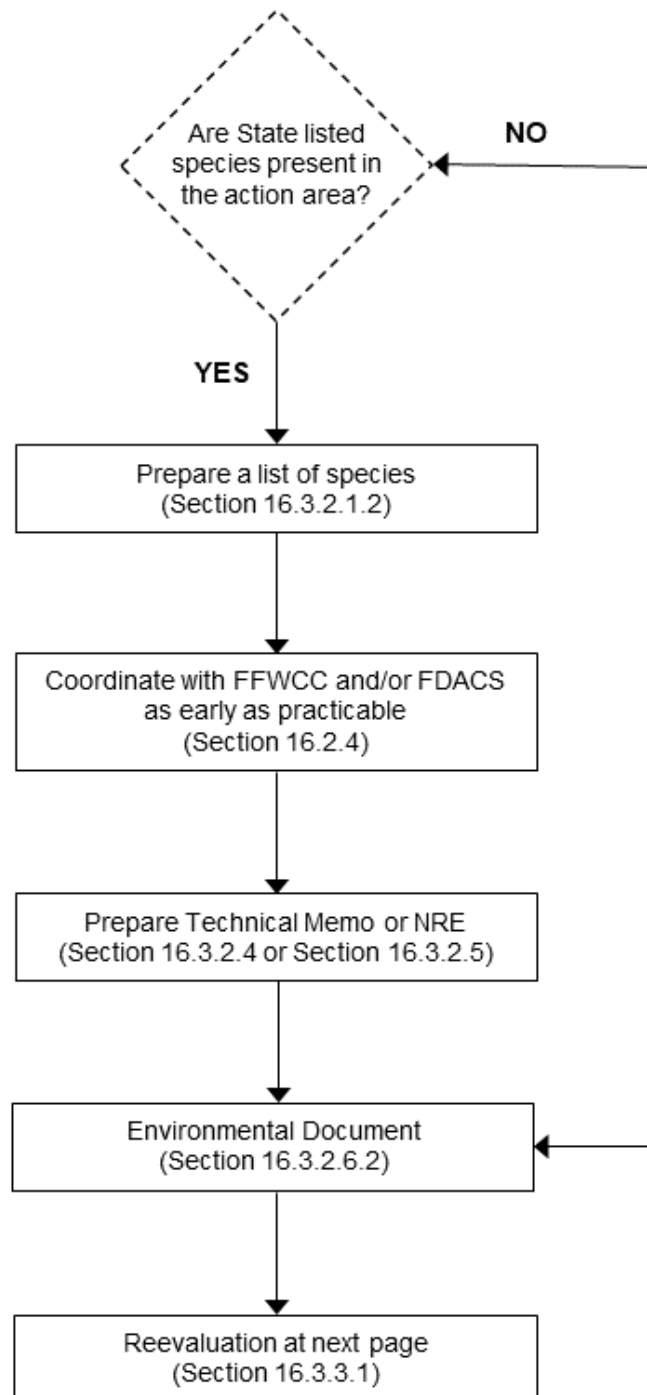 Are State listed
species present in
the action area?
NO
YES
Prepare a list of species
(Section 16.3.2.1.2)
Coordinate with FFWCC and/or FDACS
as early as practicable
(Section 16.2.4)
Prepare Technical Memo or NRE
(Section 16.3.2.4 or Section 16.3.2.5)
Environmental Document
(Section 16.3.2.6.2)
Reevaluation at next page
(Section 16.3.3.1)